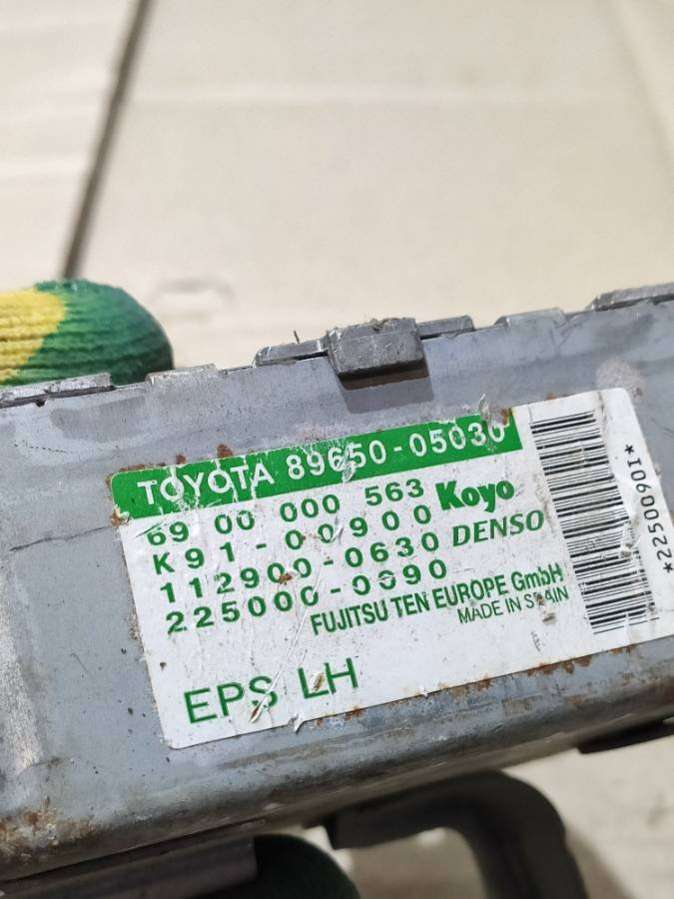 TOYOTA 89650-05030
69 00 000 563
K91-00900 Koyo
112900-0630 DENSO
225000-0090
FUJITSU TEN EUROPE GmbH
MADE IN SPAIN
EPS LH
*2250090I*